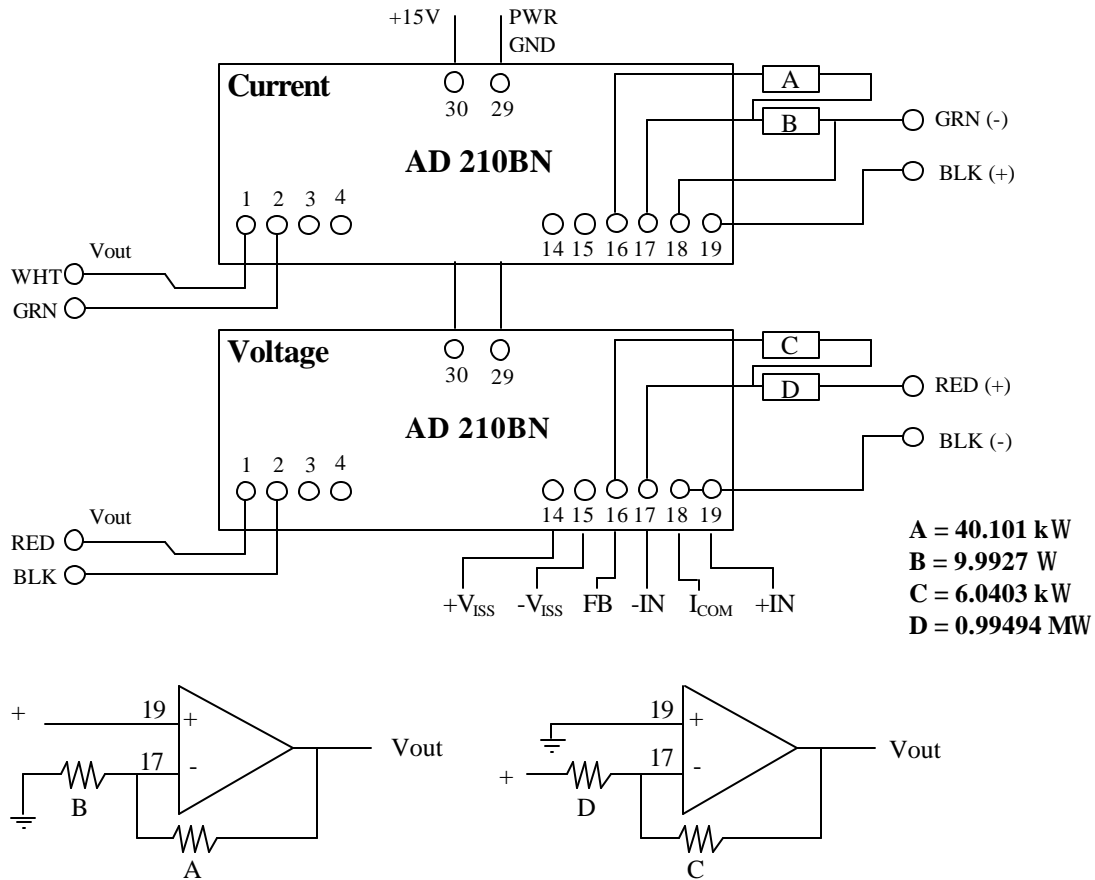 +15V
PWR
GND
Current
30
29
A
B
GRN (-)
AD 210BN
BLK (+)
1 2 3 4
14 15 16 17 18 19
Vout
WHT
GRN
Voltage
30
29
C
D
RED (+)
AD 210BN
BLK (-)
1 2 3 4
14 15 16 17 18 19
Vout
RED
BLK
+VISS -VISS FB -IN ICOM +IN
A = 40.101 kW
B = 9.9927 W
C = 6.0403 kW
D = 0.99494 MW
+
19
+
17
-
Vout
B
A
19
+
17
-
+
Vout
D
C